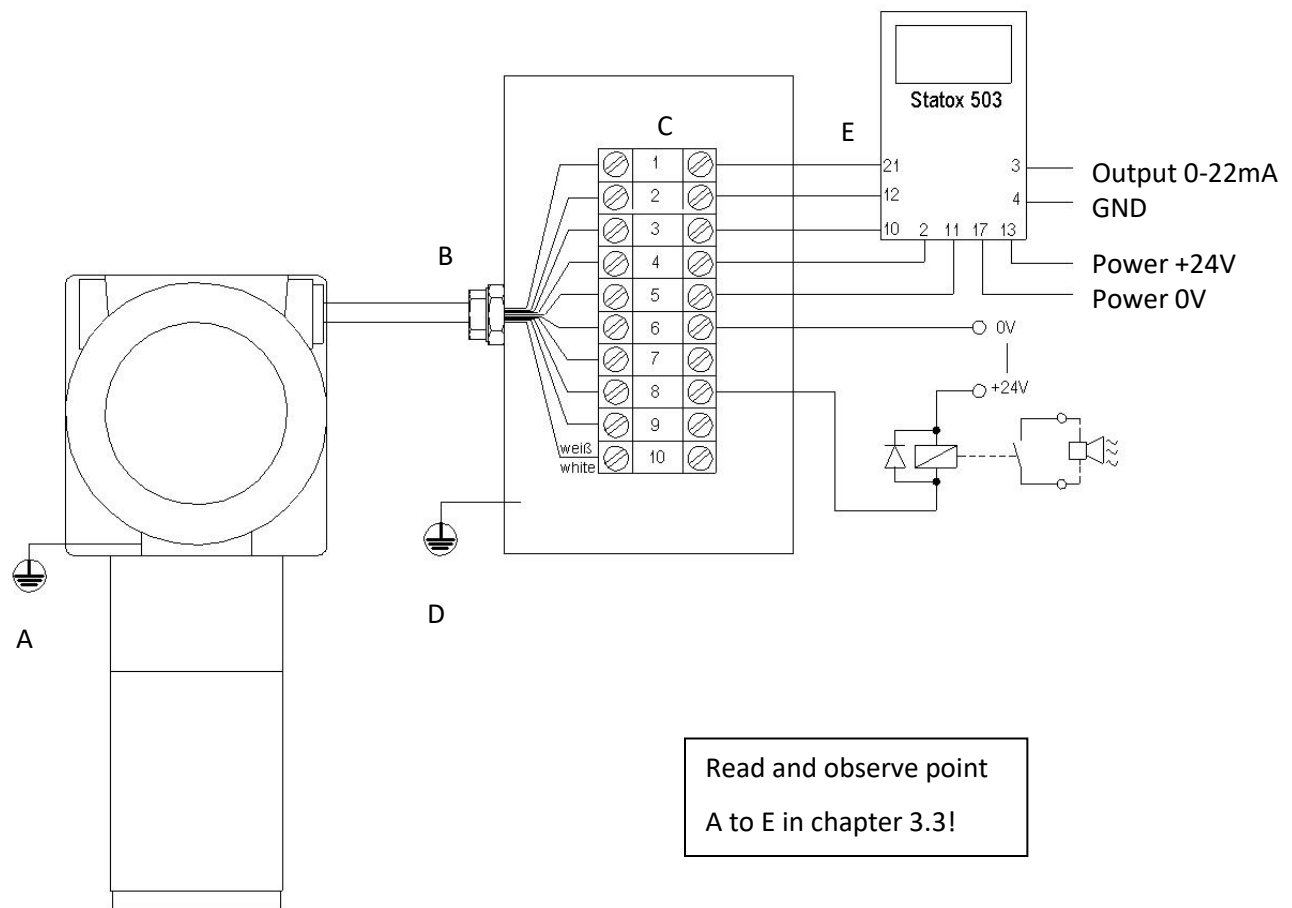 Statox 503
C
E
1
2
3
4
5
6
7
8
9
10
21
12
10
2 11 17 13
3
4
Output 0-22mA
GND
Power +24V
Power 0V
0V
+24V
B
weiß
white
A
D
Read and observe point
A to E in chapter 3.3!